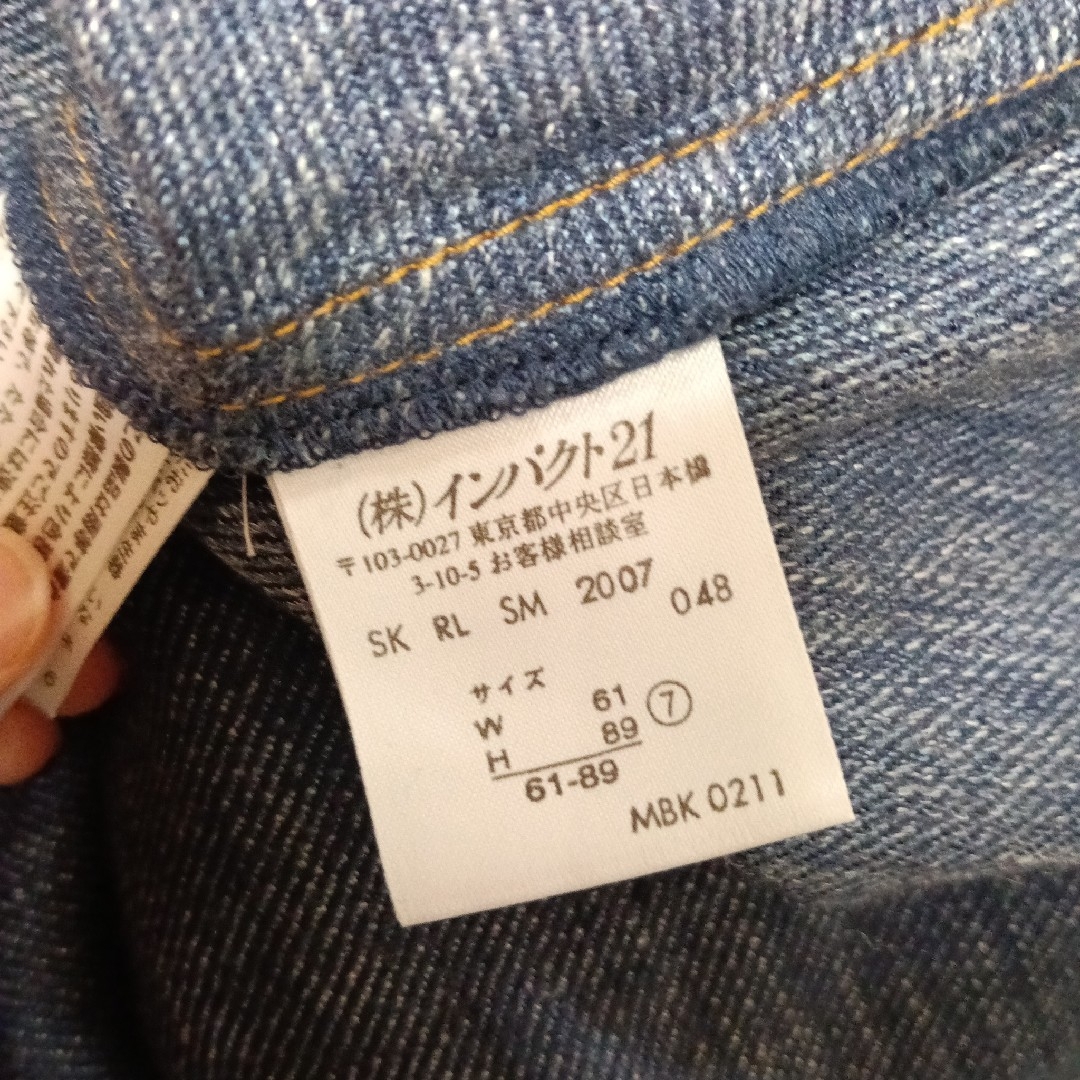 (株)インパクト21
〒103-0027 東京都中央区日本橋
3-10-5 お客様相談室
SK RL SM 2007 048
サイズ
W 61 ⑦
H 89
61-89
MBK 0211